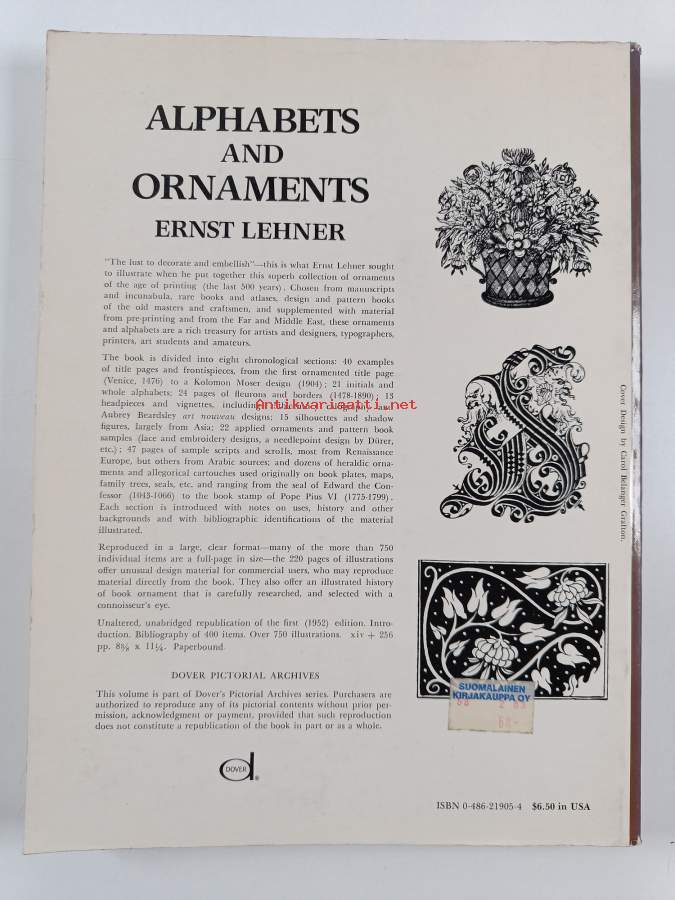 ALPHABETS
AND
ORNAMENTS
ERNST LEHNER
"The lust to decorate and embellish"—this is what Ernst Lehner sought
to illustrate when he put together this superb collection of ornaments
of the age of printing (the last 500 years). Chosen from manuscripts
and incunabula, rare books and atlases, design and pattern books
of the old masters and craftsmen, and supplemented with material
from pre-printing and from the Far and Middle East, these ornaments
and alphabets are a rich treasury for artists and designers, typographers,
printers, art students and amateurs.
The book is divided into eight chronological sections: 40 examples
of title pages and frontispieces, from the first ornamented title page
(Venice, 1476) to a Kolomon Moser design (1904); 21 initials and
whole alphabets; 24 pages of fleurons and borders (1478-1890); 13
headpieces and vignettes, including and
Aubrey Beardsley art nouveau designs; 15 silhouettes and shadow
figures, largely from Asia; 22 applied ornaments and pattern book
samples (lace and embroidery designs, a needlepoint design by Dürer,
etc.); 47 pages of sample scripts and scrolls, most from Renaissance
Europe, but others from Arabic sources; and dozens of heraldic orna-
ments and allegorical cartouches used originally on book plates, maps,
family trees, seals, etc. and ranging from the seal of Edward the Con-
fessor (1043-1066) to the book stamp of Pope Pius VI (1775-1799).
Each section is introduced with notes on uses, history and other
backgrounds and with bibliographic identifications of the material
illustrated.
Reproduced in a large, clear format—many of the more than 750
individual items are a full-page in size—the 220 pages of illustrations
offer unusual design material for commercial users, who may reproduce
material directly from the book. They also offer an illustrated history
of book ornament that is carefully researched, and selected with a
connoisseur's eye.
Unaltered, unabridged republication of the first (1952) edition. Intro-
duction. Bibliography of 400 items. Over 750 illustrations. xiv + 256
pp. 8⅜ x 11¼. Paperbound.
DOVER PICTORIAL ARCHIVES
This volume is part of Dover's Pictorial Archives series. Purchasers are
authorized to reproduce any of its pictorial contents without prior per-
mission, acknowledgment or payment, provided that such reproduction
does not constitute a republication of the book in part or as a whole.
DOVER
®
Antikvariaatti.net
Cover Design by Carol Belanger Grafton.
SUOMALAINEN
KIRJAKAUPPA OY
68-
ISBN 0-486-21905-4 $6.50 in USA